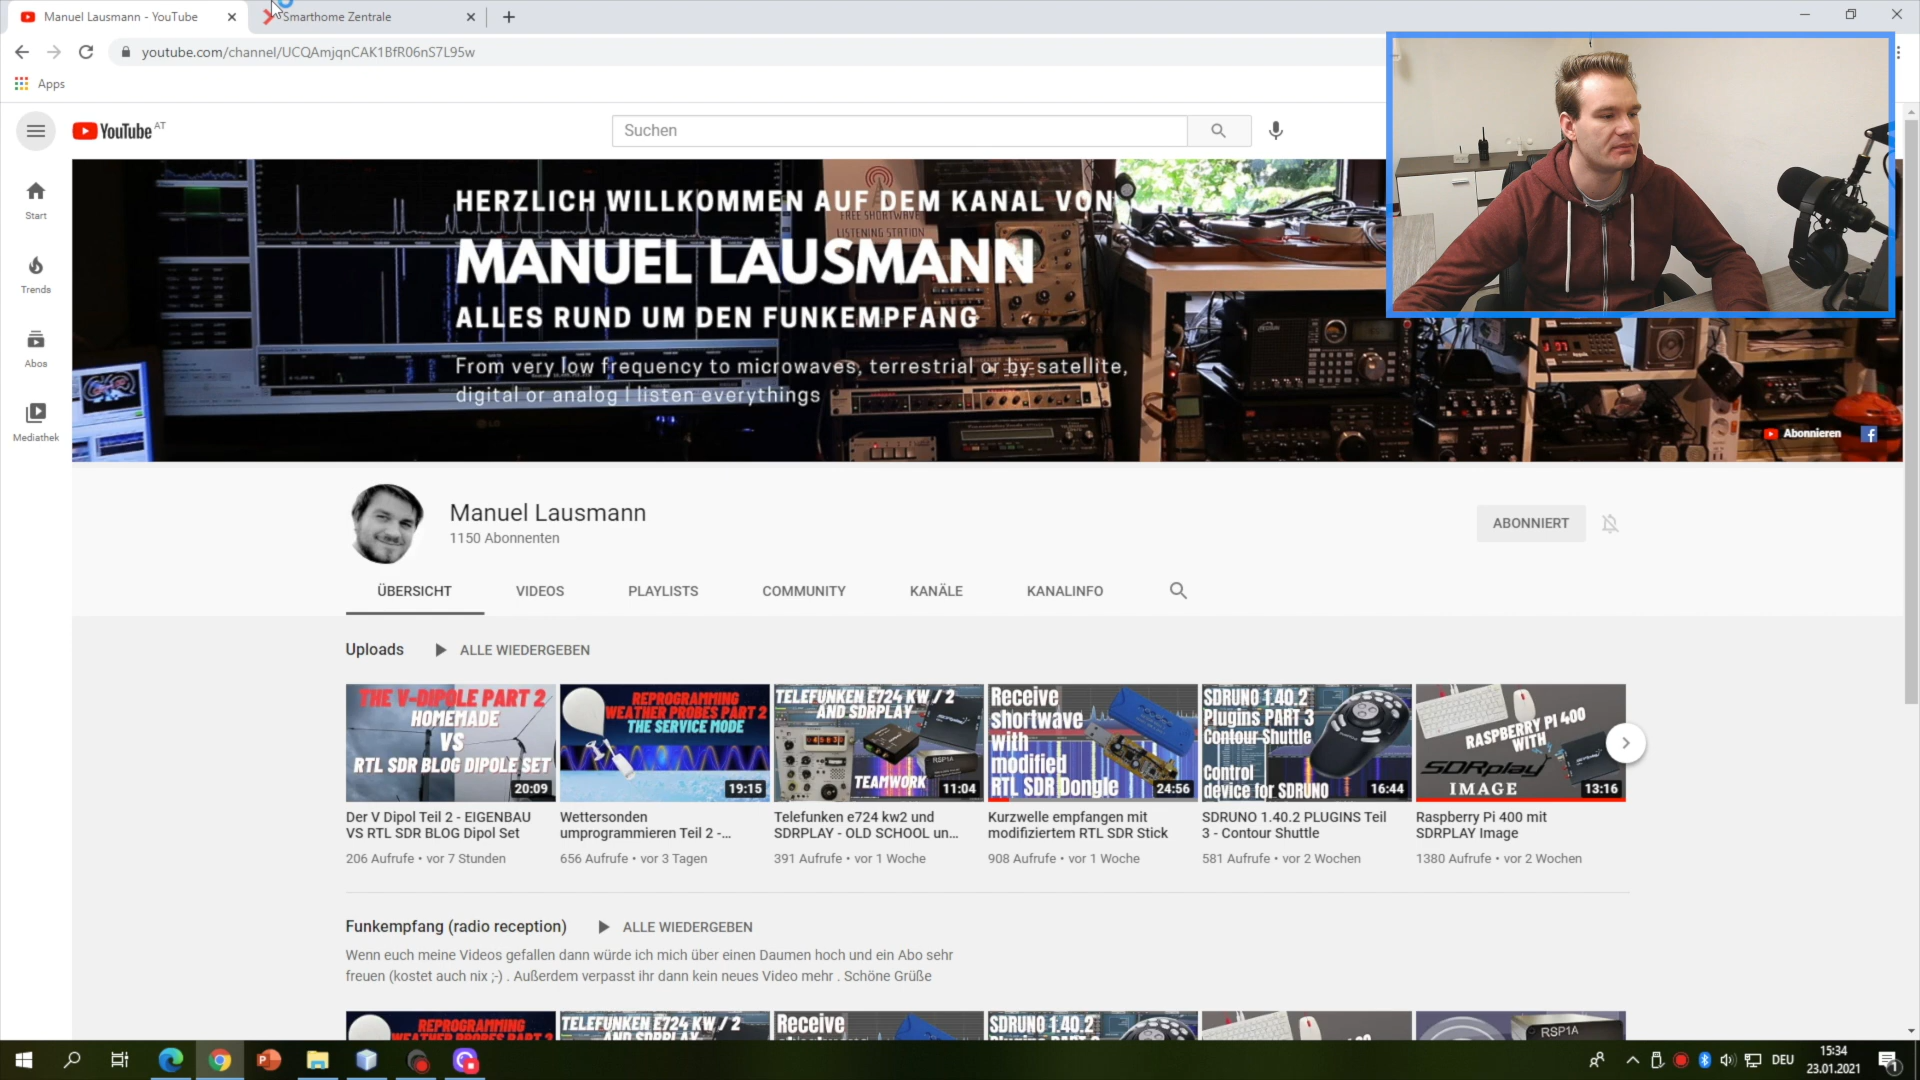 Manuel Lausmann - YouTube
Smarthome Zentrale
youtube.com/channel/UCQAmjqnCAK1BfR06nS7L95w
Apps
YouTube AT
Suchen
Start
Trends
Abos
Mediathek
HERZLICH WILLKOMMEN AUF DEM KANAL VON
FREE SHORTWAVE
LISTENING STATION
MANUEL LAUSMANN
ALLES RUND UM DEN FUNKEMPFANG
From very low frequency to microwaves, terrestrial or by satellite,
digital or analog I listen everythings
LG
Abonnieren
Manuel Lausmann
1150 Abonnenten
ABONNIERT
ÜBERSICHT
VIDEOS
PLAYLISTS
COMMUNITY
KANÄLE
KANALINFO
Uploads
ALLE WIEDERGEBEN
THE V-DIPOLE PART 2
HOMEMADE
VS
RTL SDR BLOG DIPOLE SET
20:09
REPROGRAMMING
WEATHER PROBES PART 2
THE SERVICE MODE
19:15
TELEFUNKEN E724 KW / 2
AND SDRPLAY
RSP1A
TEAMWORK
11:04
Receive
shortwave
with
modified
RTL SDR Dongle
24:56
SDRUNO 1.40.2
Plugins PART 3
Contour Shuttle
Control
device for SDRUNO
16:44
RASPBERRY PI 400
WITH
SDRplay
IMAGE
13:16
Der V Dipol Teil 2 - EIGENBAU
VS RTL SDR BLOG Dipol Set
206 Aufrufe • vor 7 Stunden
Wettersonden
umprogrammieren Teil 2 -...
656 Aufrufe • vor 3 Tagen
Telefunken e724 kw2 und
SDRPLAY - OLD SCHOOL un...
391 Aufrufe • vor 1 Woche
Kurzwelle empfangen mit
modifiziertem RTL SDR Stick
908 Aufrufe • vor 1 Woche
SDRUNO 1.40.2 PLUGINS Teil
3 - Contour Shuttle
581 Aufrufe • vor 2 Wochen
Raspberry Pi 400 mit
SDRPLAY Image
1380 Aufrufe • vor 2 Wochen
Funkempfang (radio reception)
ALLE WIEDERGEBEN
Wenn euch meine Videos gefallen dann würde ich mich über einen Daumen hoch und ein Abo sehr
freuen (kostet auch nix ;-) . Außerdem verpasst ihr dann kein neues Video mehr . Schöne Grüße
REPROGRAMMING
TELEFUNKEN E724 KW / 2
Receive
SDRUNO 1.40.2
RSP1A
DEU
15:34
23.01.2021
1